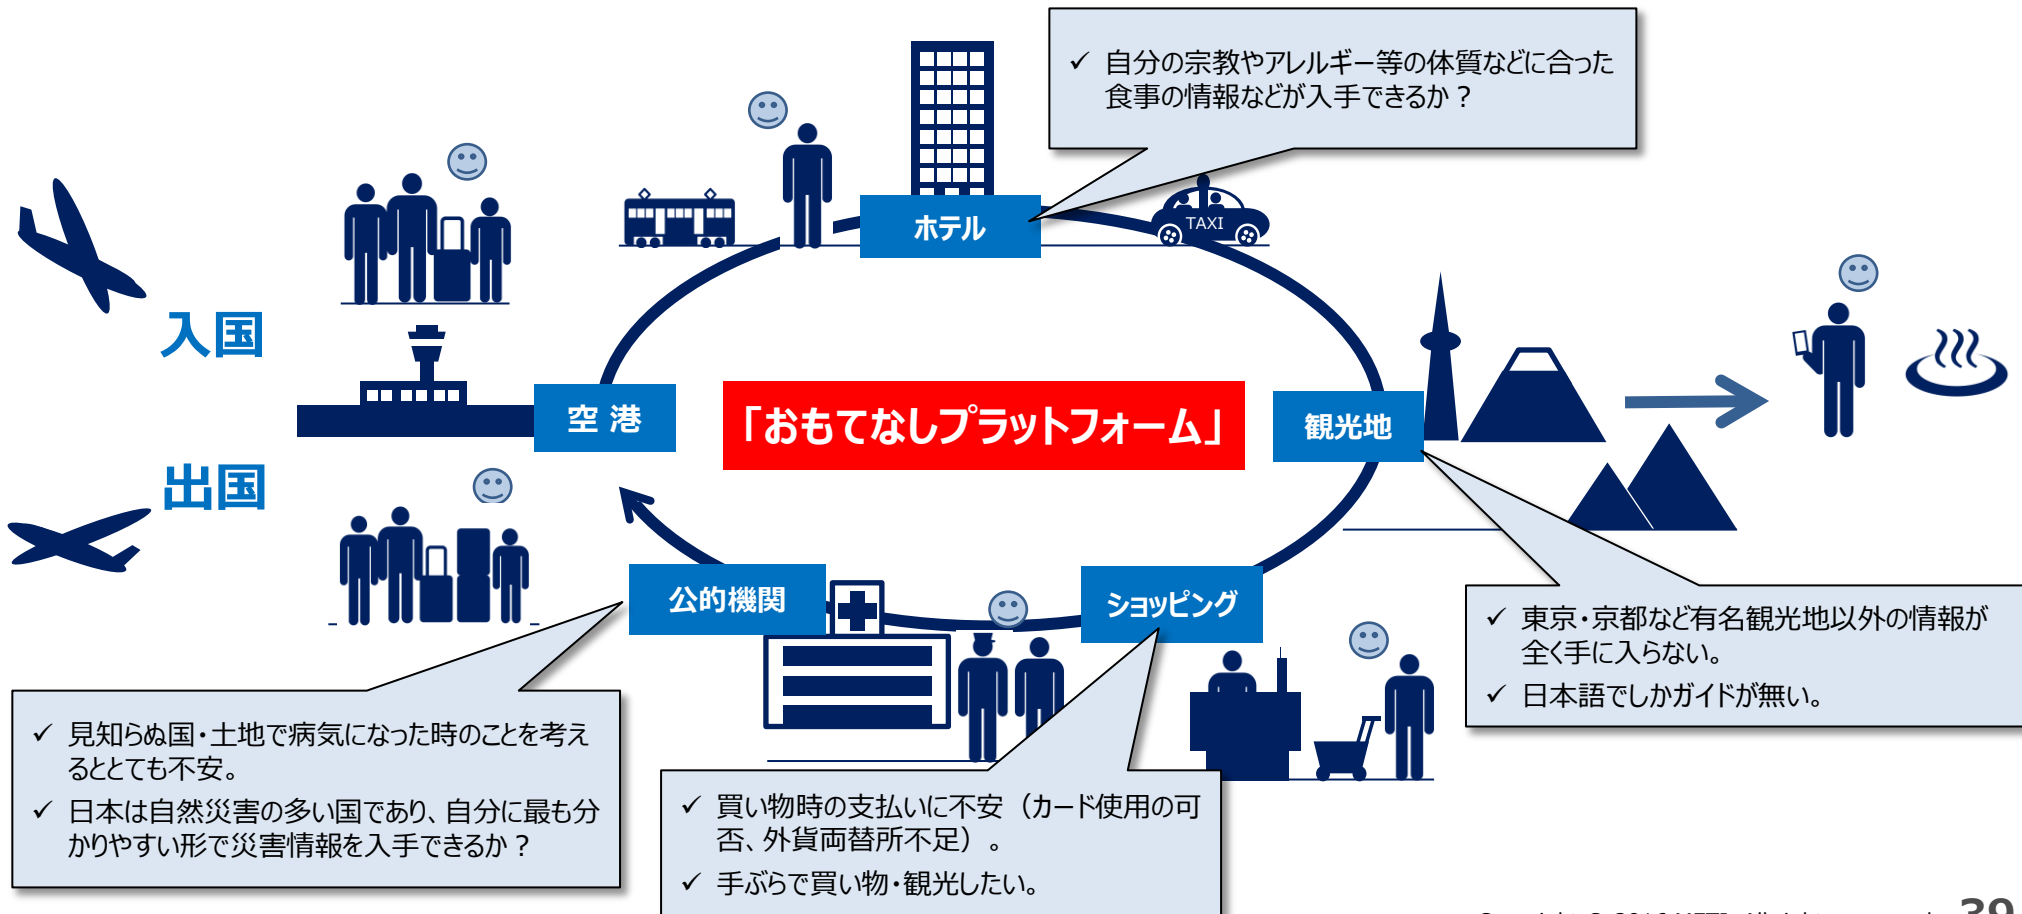 ✓ 自分の宗教やアレルギー等の体質などに合った
食事の情報などが入手できるか？
ホテル
TAXI
入国
空 港
「おもてなしプラットフォーム」
観光地
出国
公的機関
ショッピング
✓ 東京・京都など有名観光地以外の情報が
全く手に入らない。
✓ 日本語でしかガイドが無い。
✓ 見知らぬ国・土地で病気になった時のことを考え
るととても不安。
✓ 日本は自然災害の多い国であり、自分に最も分
かりやすい形で災害情報を入手できるか？
✓ 買い物時の支払いに不安（カード使用の可
否、外貨両替所不足）。
✓ 手ぶらで買い物・観光したい。
39